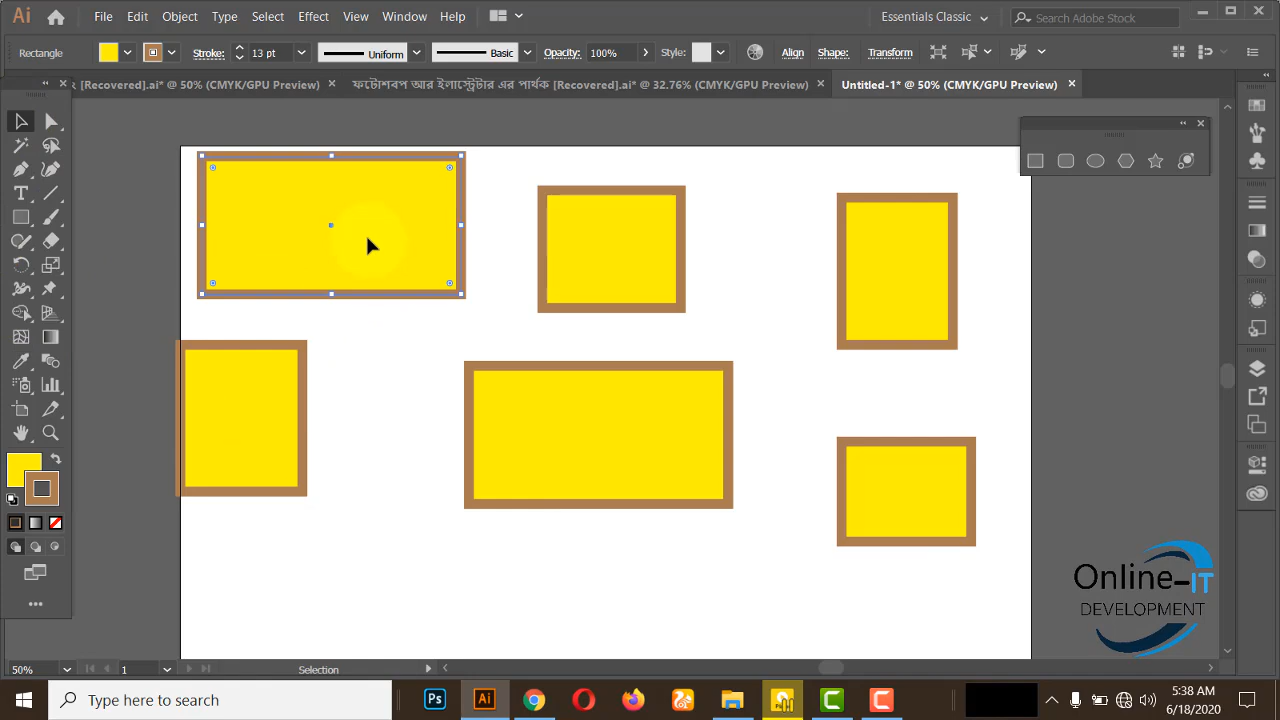 Ai File Edit Object Type Select Effect View Window Help Essentials Classic Search Adobe Stock
Rectangle Stroke: 13 pt Uniform Basic Opacity: 100% Style: Align Shape: Transform
[Recovered].ai* @ 50% (CMYK/GPU Preview) ফটোশবপ আর ইলাস্ট্রেটার এর পার্থক [Recovered].ai* @ 32.76% (CMYK/GPU Preview) Untitled-1* @ 50% (CMYK/GPU Preview)
Online-IT
DEVELOPMENT
50% 1 Selection
Type here to search Ps Ai 5:38 AM
6/18/2020